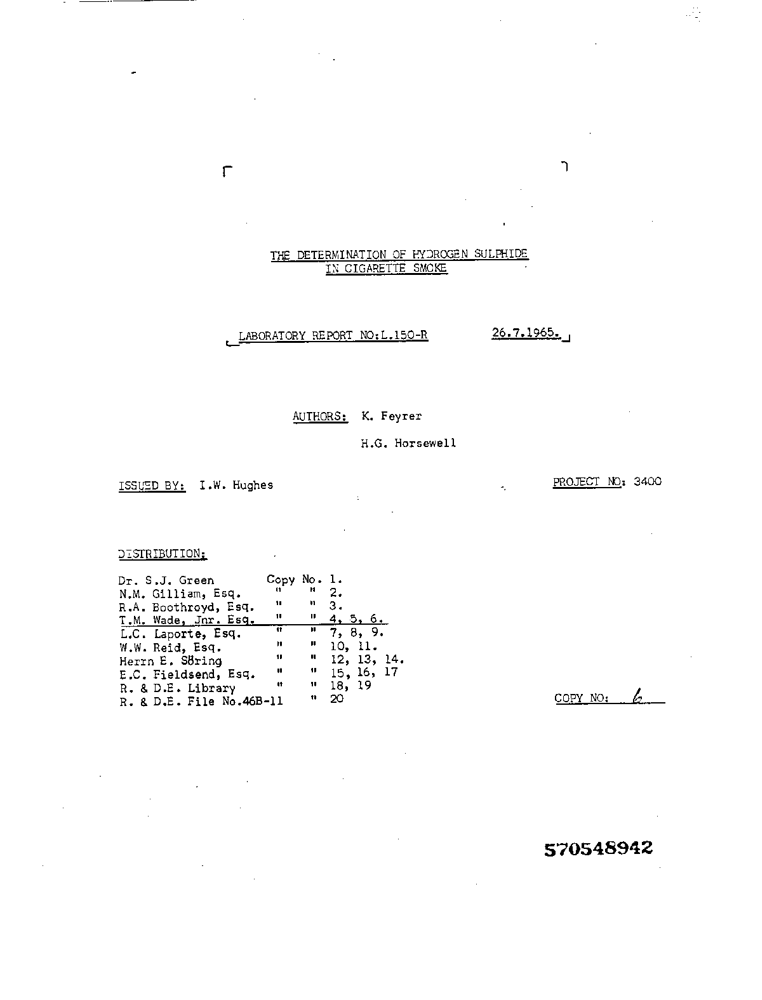 THE DETERMINATION OF HYDROGEN SULPHIDE
IN CIGARETTE SMOKE
LABORATORY REPORT NO:L.150-R 26.7.1965.
AUTHORS: K. Feyrer
H.G. Horsewell
ISSUED BY: I.W. Hughes PROJECT NO: 3400
DISTRIBUTION:
Dr. S.J. Green Copy No. 1.
N.M. Gilliam, Esq. " " 2.
R.A. Boothroyd, Esq. " " 3.
T.M. Wade, Jnr. Esq. " " 4, 5, 6.
L.C. Laporte, Esq. " " 7, 8, 9.
W.W. Reid, Esq. " " 10, 11.
Herrn E. Söring " " 12, 13, 14.
E.C. Fieldsend, Esq. " " 15, 16, 17
R. & D.E. Library " " 18, 19
R. & D.E. File No.46B-11 " 20
COPY NO: 6
570548942